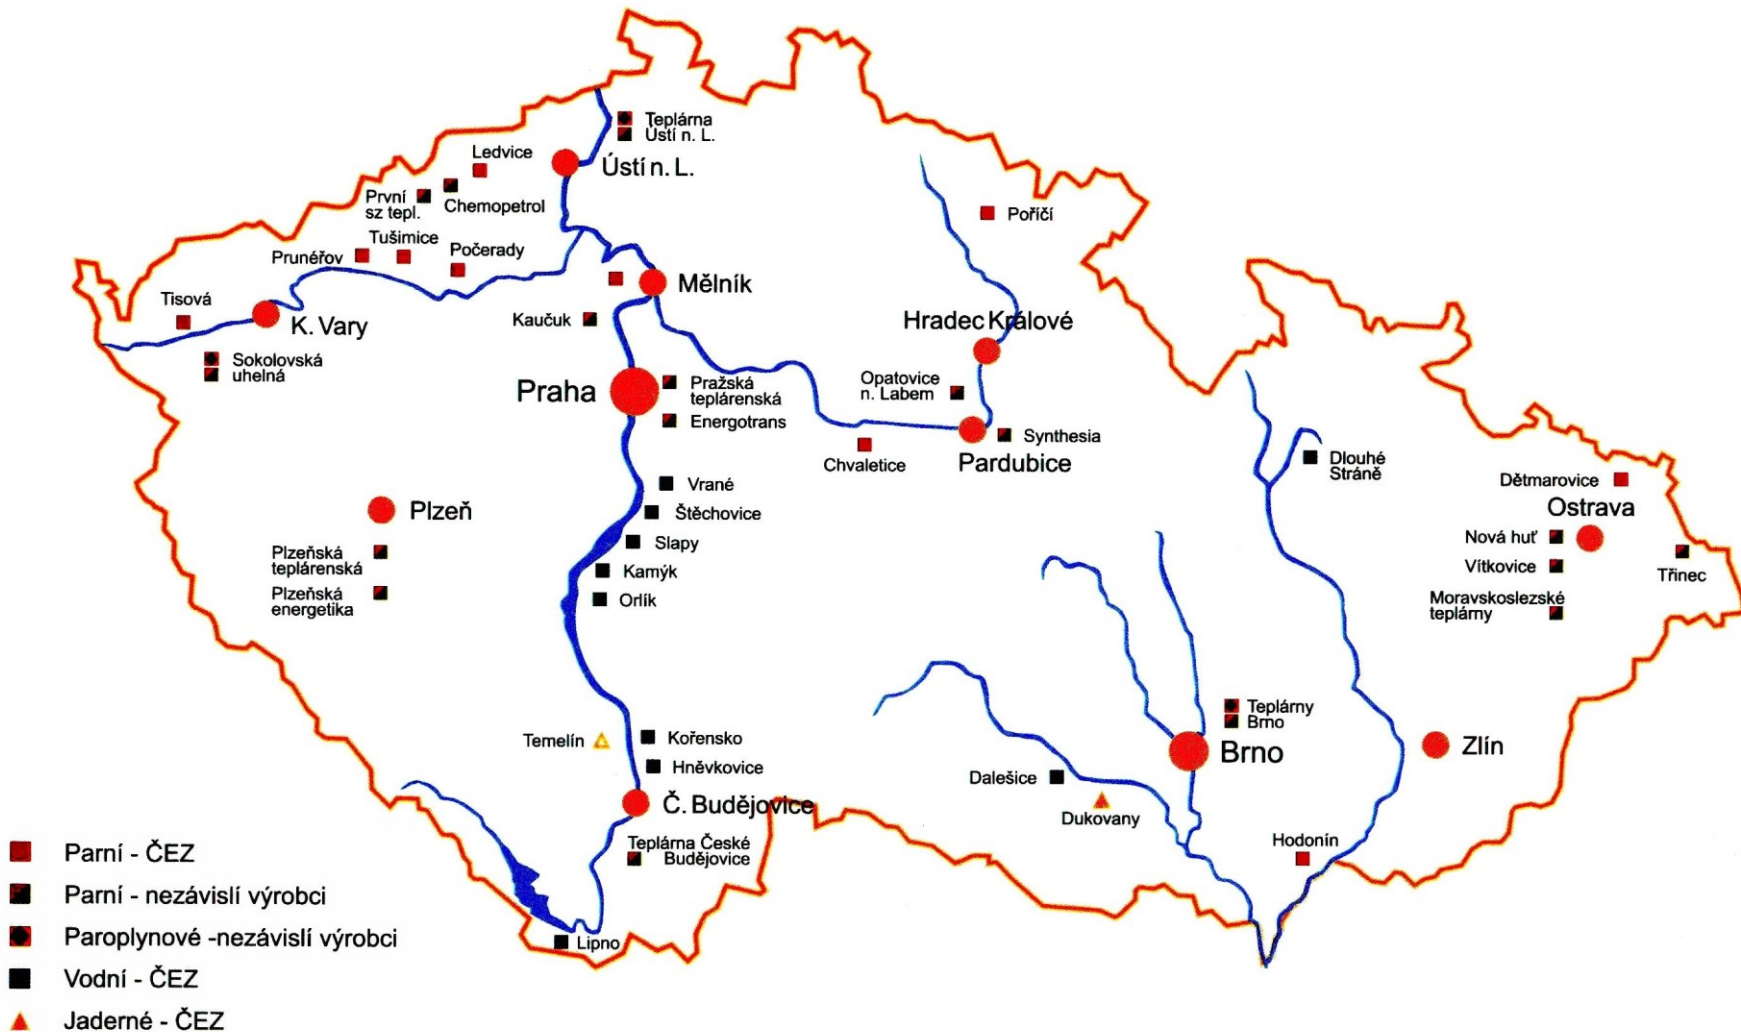 Teplárna
Ústí n. L.
Ledvice
Ústí n. L.
První
sz tepl.
Chemopetrol
Poříčí
Tušimice
Počerady
Prunéřov
Mělník
Tisová
K. Vary
Kaučuk
Hradec Králové
Sokolovská
uhelná
Praha
Pražská
teplárenská
Energotrans
Opatovice
n. Labem
Synthesia
Chvaletice
Pardubice
Dlouhé
Stráně
Vrané
Dětmarovice
Plzeň
Štěchovice
Ostrava
Slapy
Nová huť
Plzeňská
teplárenská
Kamýk
Vítkovice
Třinec
Plzeňská
energetika
Orlík
Moravskoslezské
teplárny
Teplárny
Brno
Temelín
Kořensko
Brno
Zlín
Hněvkovice
Dalešice
Č. Budějovice
Dukovany
Teplárna České
Budějovice
Hodonín
Lipno
Parní - ČEZ
Parní - nezávislí výrobci
Paroplynové -nezávislí výrobci
Vodní - ČEZ
Jaderné - ČEZ